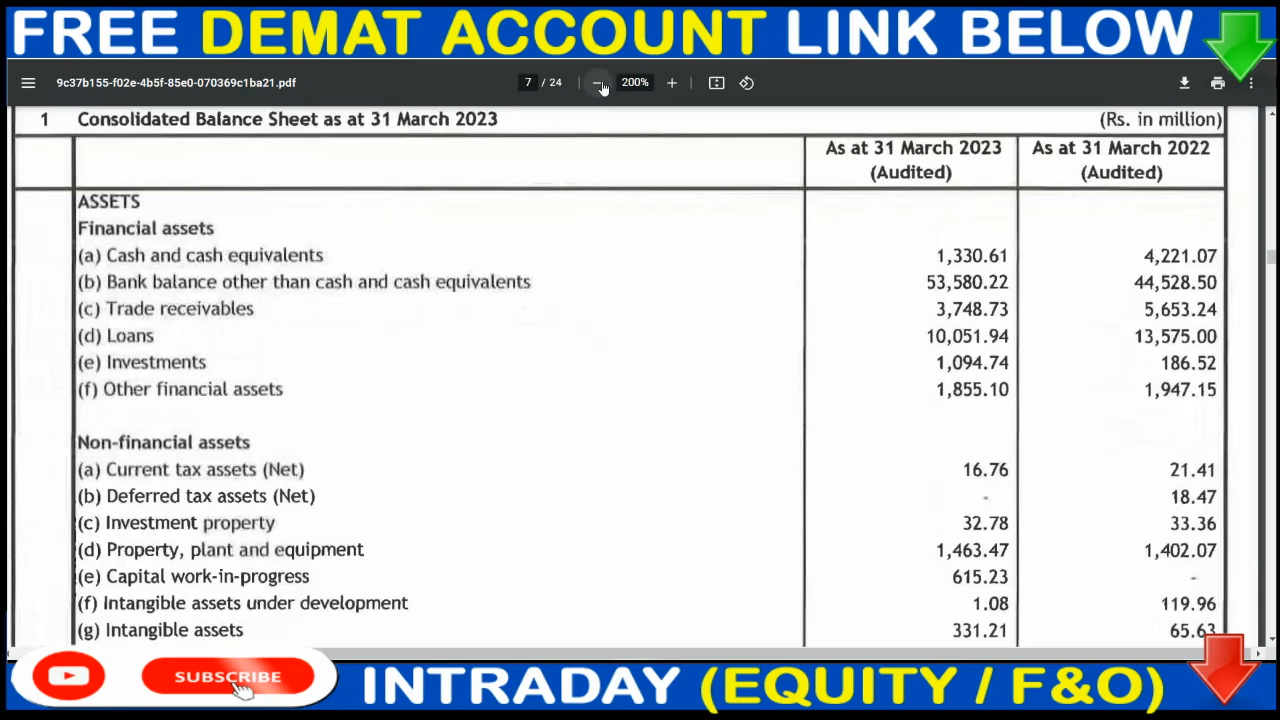 FREE DEMAT ACCOUNT LINK BELOW
9c37b155-f02e-4b5f-85e0-070369c1ba21.pdf 7 / 24 200%
1 Consolidated Balance Sheet as at 31 March 2023 (Rs. in million)
As at 31 March 2023 As at 31 March 2022
(Audited) (Audited)
ASSETS
Financial assets
(a) Cash and cash equivalents 1,330.61 4,221.07
(b) Bank balance other than cash and cash equivalents 53,580.22 44,528.50
(c) Trade receivables 3,748.73 5,653.24
(d) Loans 10,051.94 13,575.00
(e) Investments 1,094.74 186.52
(f) Other financial assets 1,855.10 1,947.15
Non-financial assets
(a) Current tax assets (Net) 16.76 21.41
(b) Deferred tax assets (Net) - 18.47
(c) Investment property 32.78 33.36
(d) Property, plant and equipment 1,463.47 1,402.07
(e) Capital work-in-progress 615.23 -
(f) Intangible assets under development 1.08 119.96
(g) Intangible assets 331.21 65.63
SUBSCRIBE
INTRADAY (EQUITY / F&O)